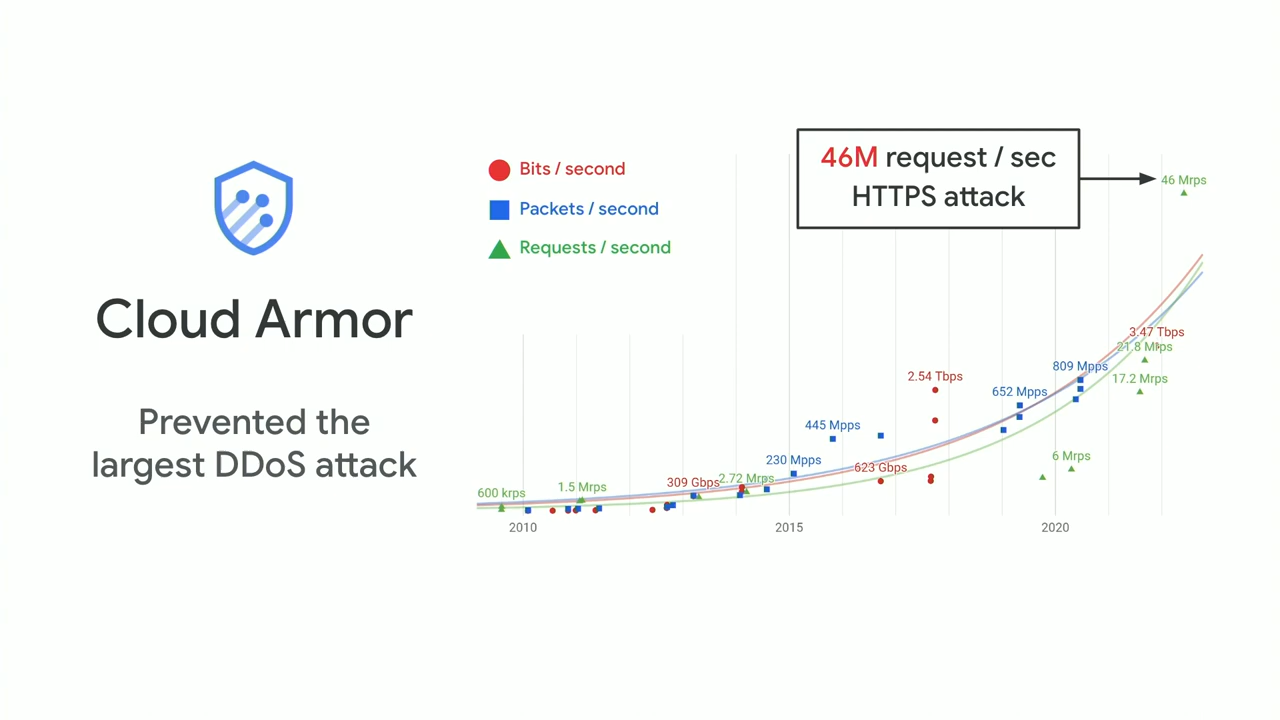 Cloud Armor
Prevented the
largest DDoS attack
Bits / second
Packets / second
Requests / second
46M request / sec
HTTPS attack
46 Mrps
3.47 Tbps
21.8 Mrps
809 Mpps
17.2 Mrps
2.54 Tbps
652 Mpps
445 Mpps
230 Mpps
6 Mrps
623 Gbps
309 Gbps
2.72 Mrps
1.5 Mrps
600 krps
2010
2015
2020